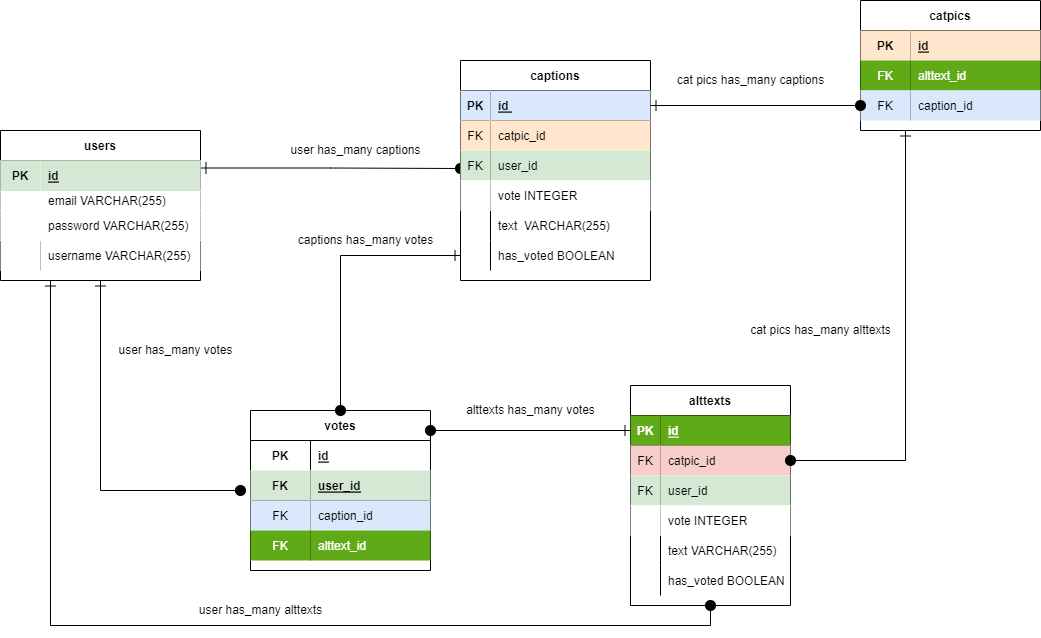 catpics
PK id
FK alttext_id
FK caption_id
cat pics has_many captions
captions
PK id
FK catpic_id
FK user_id
vote INTEGER
text VARCHAR(255)
has_voted BOOLEAN
users
PK id
email VARCHAR(255)
password VARCHAR(255)
username VARCHAR(255)
user has_many captions
captions has_many votes
cat pics has_many alttexts
user has_many votes
votes
PK id
FK user_id
FK caption_id
FK alttext_id
alttexts has_many votes
alttexts
PK id
FK catpic_id
FK user_id
vote INTEGER
text VARCHAR(255)
has_voted BOOLEAN
user has_many alttexts